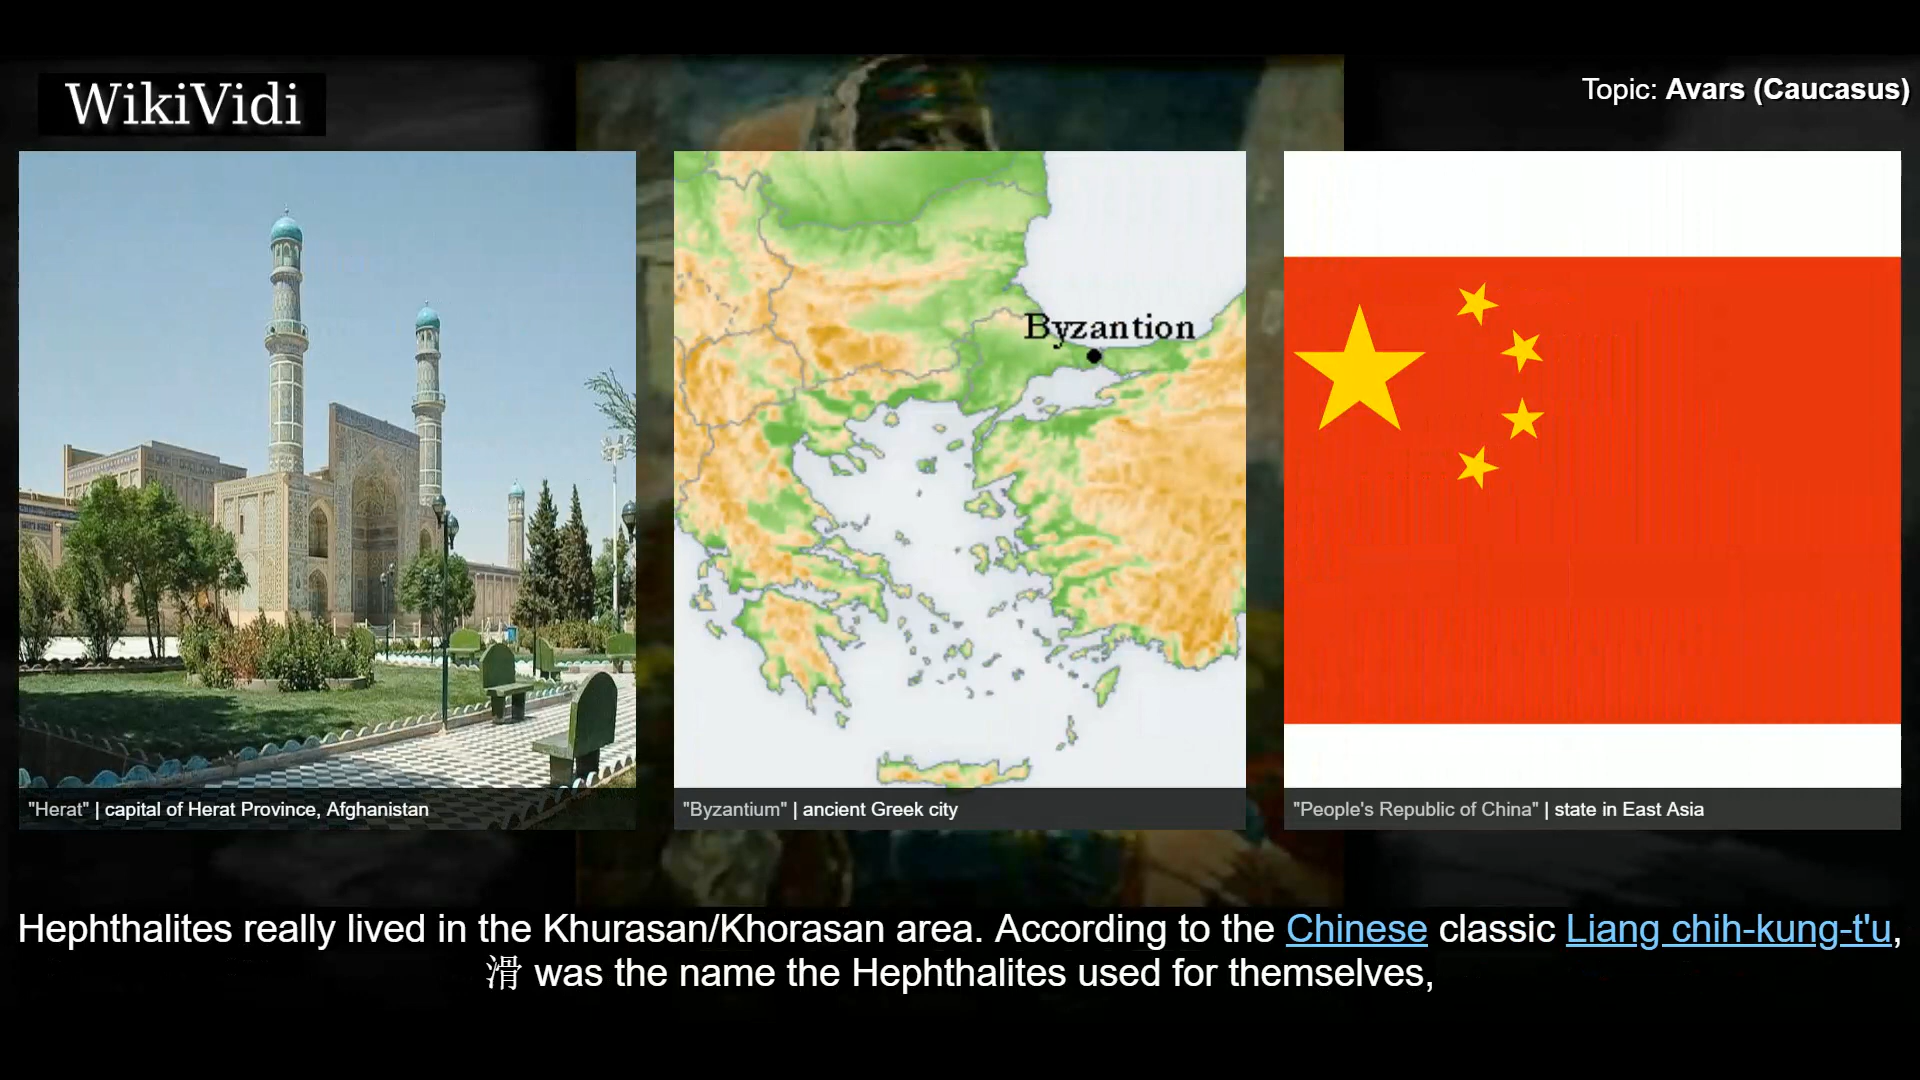 WikiVidi
Topic: Avars (Caucasus)
Byzantion
"Herat" | capital of Herat Province, Afghanistan
"Byzantium" | ancient Greek city
"People's Republic of China" | state in East Asia
Hephthalites really lived in the Khurasan/Khorasan area. According to the Chinese classic Liang chih-kung-t'u,
滑 was the name the Hephthalites used for themselves,